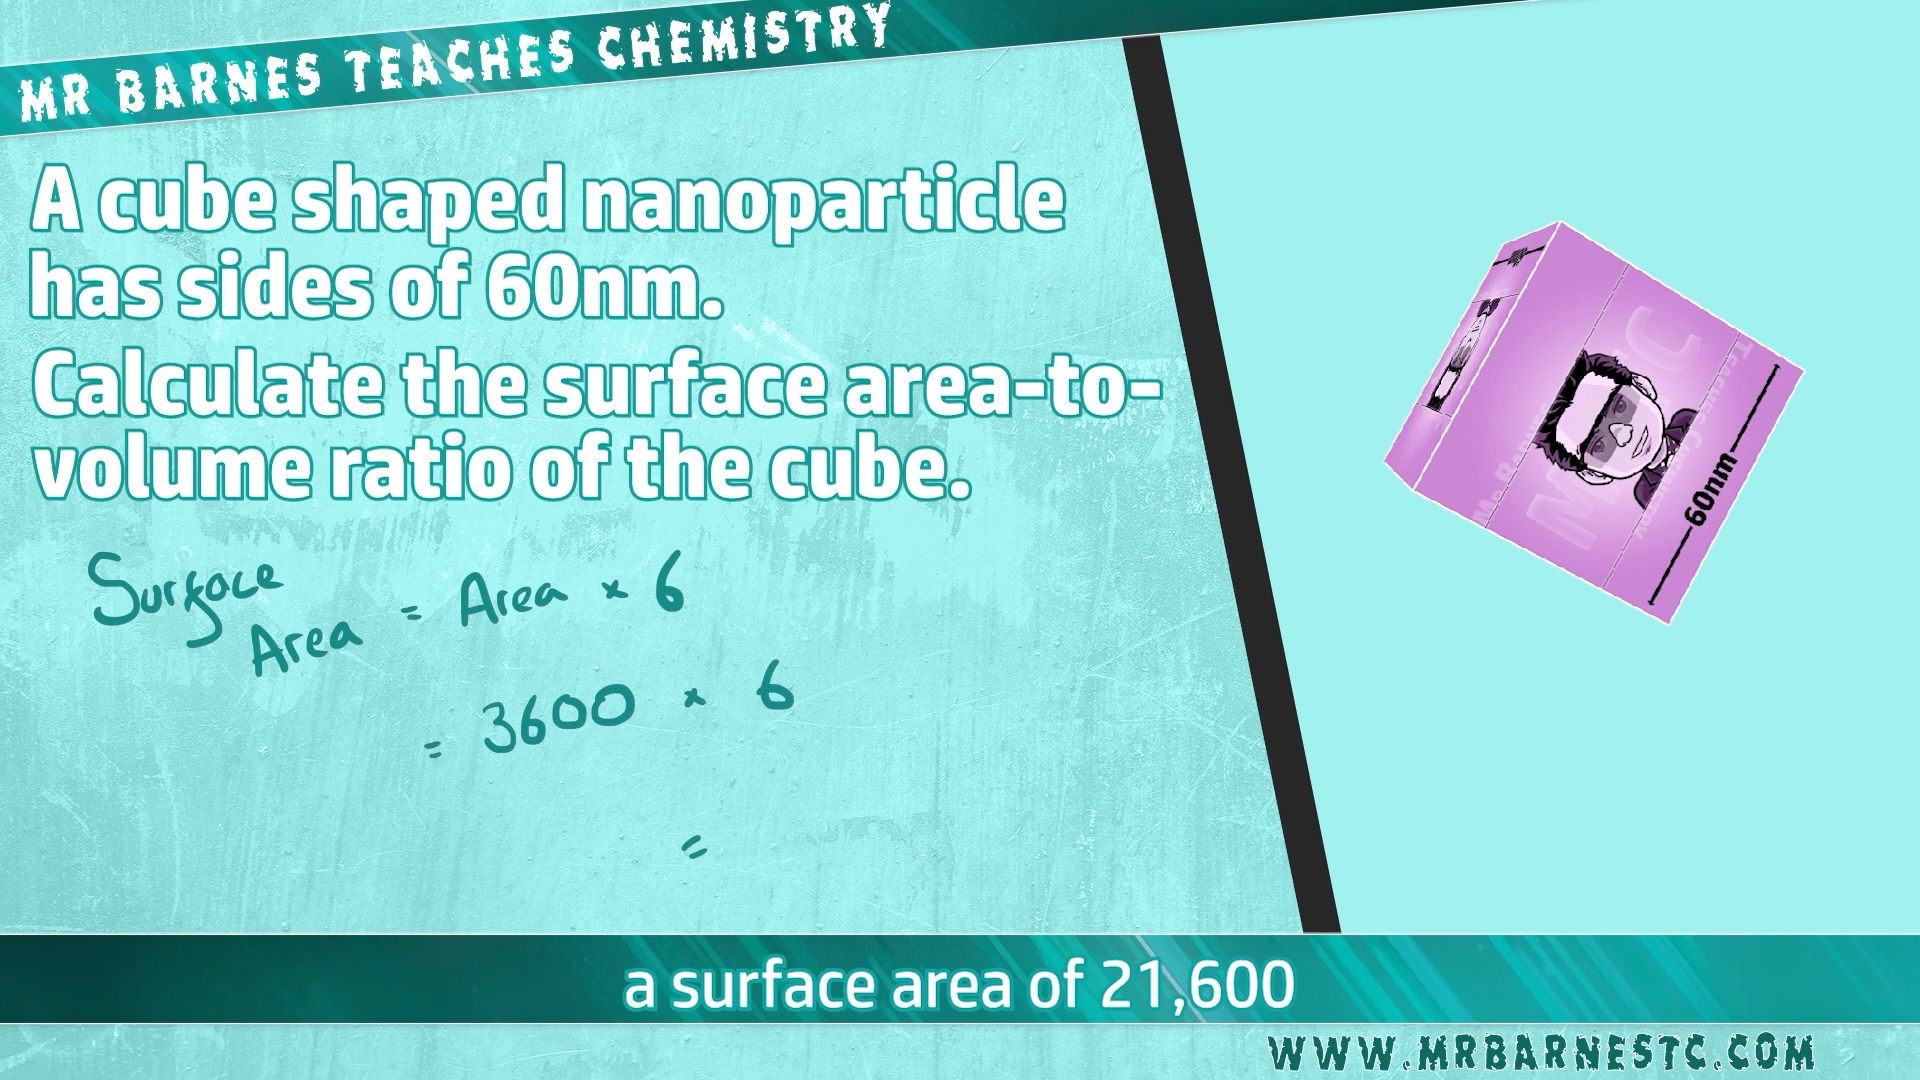 MR BARNES TEACHES CHEMISTRY
A cube shaped nanoparticle
has sides of 60nm.
Calculate the surface area-to-
volume ratio of the cube.
Surface
Area = Area × 6
= 3600 × 6
=
60nm
a surface area of 21,600
WWW.MRBARNESTC.COM